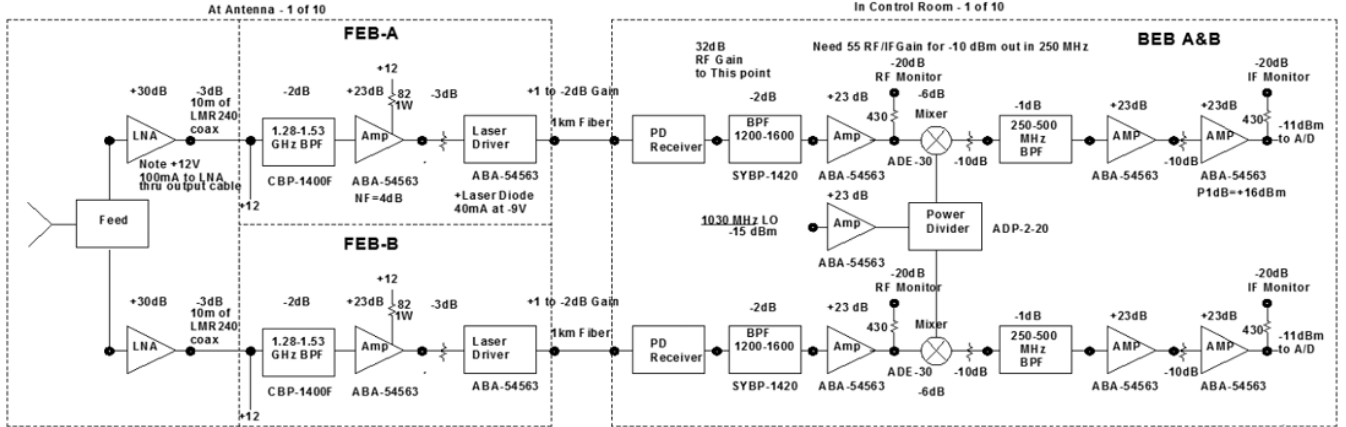 At Antenna - 1 of 10
In Control Room - 1 of 10
FEB-A
+12
+30dB
-3dB
10m of
LMR240
coax
-2dB
+23dB
82
1W
-3dB
+1 to -2dB Gain
LNA
1.28-1.53
GHz BPF
Amp
Laser
Driver
1km Fiber
Note +12V
100mA to LNA
thru output cable
CBP-1400F
ABA-54563
NF=4dB
ABA-54563
+Laser Diode
40mA at -9V
+12
Feed
32dB
RF Gain
to This point
Need 55 RF/IF Gain for -10 dBm out in 250 MHz
BEB A&B
-20dB
RF Monitor
-20dB
IF Monitor
-2dB
+23 dB
430
-6dB
Mixer
-1dB
+23dB
+23dB
430
-11dBm
to A/D
PD
Receiver
BPF
1200-1600
Amp
250-500
MHz
BPF
AMP
AMP
SYBP-1420
ABA-54563
ADE-30
-10dB
ABA-54563
-10dB
ABA-54563
P1dB=+16dBm
+23 dB
1030 MHz LO
-15 dBm
Amp
Power
Divider
ADP-2-20
ABA-54563
FEB-B
+12
+30dB
-3dB
10m of
LMR240
coax
-2dB
+23dB
82
1W
-3dB
+1 to -2dB Gain
LNA
1.28-1.53
GHz BPF
Amp
Laser
Driver
1km Fiber
CBP-1400F
ABA-54563
ABA-54563
+12
-20dB
RF Monitor
-20dB
IF Monitor
-2dB
+23 dB
430
Mixer
-1dB
+23dB
+23dB
430
-11dBm
to A/D
PD
Receiver
BPF
1200-1600
Amp
250-500
MHz
BPF
AMP
AMP
SYBP-1420
ABA-54563
ADE-30
-6dB
-10dB
ABA-54563
-10dB
ABA-54563